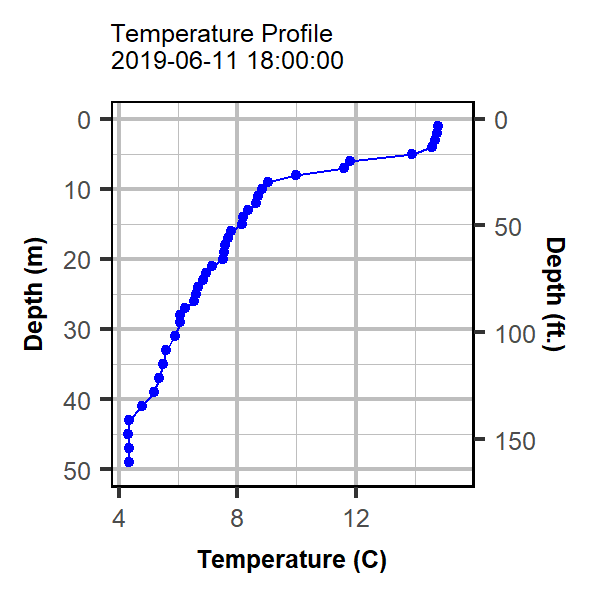 Temperature Profile
2019-06-11 18:00:00
0
10
20
30
40
50
Depth (m)
0
50
100
150
Depth (ft.)
4 8 12
Temperature (C)